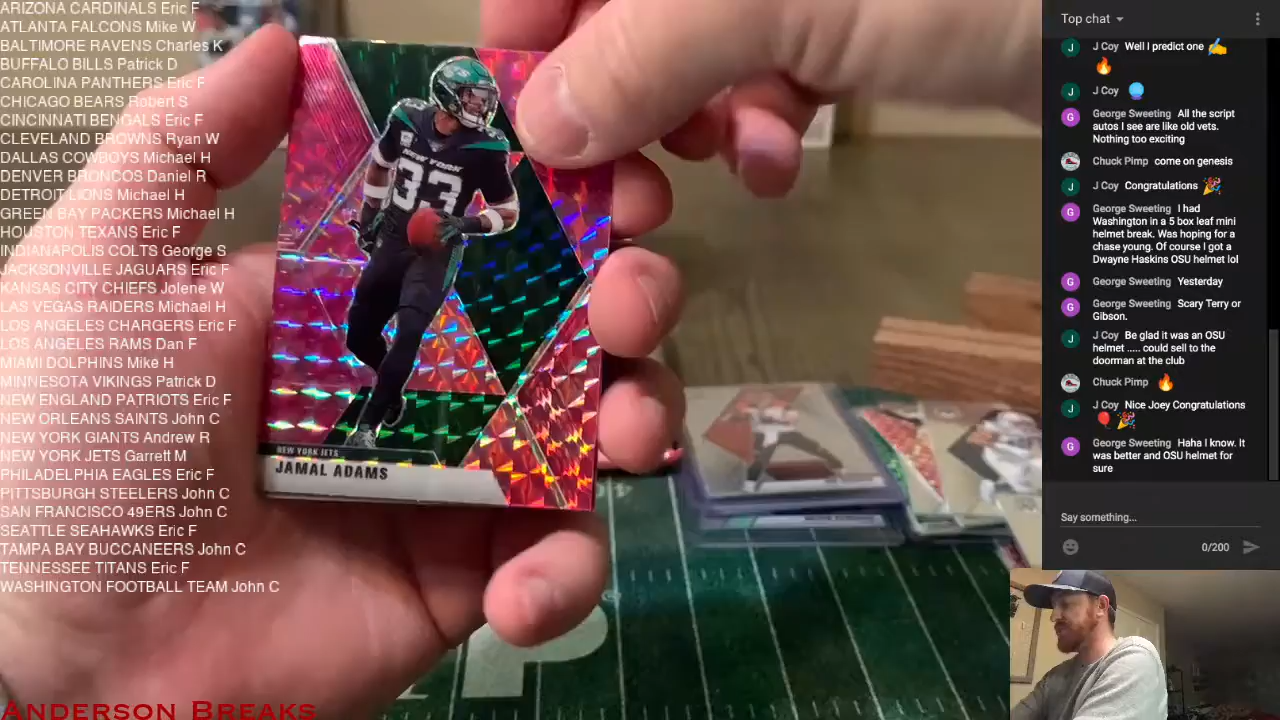 ARIZONA CARDINALS Eric F
ATLANTA FALCONS Mike W
BALTIMORE RAVENS Charles K
BUFFALO BILLS Patrick D
CAROLINA PANTHERS Eric F
CHICAGO BEARS Robert S
CINCINNATI BENGALS Eric F
CLEVELAND BROWNS Ryan W
DALLAS COWBOYS Michael H
DENVER BRONCOS Daniel R
DETROIT LIONS Michael H
GREEN BAY PACKERS Michael H
HOUSTON TEXANS Eric F
INDIANAPOLIS COLTS George S
JACKSONVILLE JAGUARS Eric F
KANSAS CITY CHIEFS Jolene W
LAS VEGAS RAIDERS Michael H
LOS ANGELES CHARGERS Eric F
LOS ANGELES RAMS Dan F
MIAMI DOLPHINS Mike H
MINNESOTA VIKINGS Patrick D
NEW ENGLAND PATRIOTS Eric F
NEW ORLEANS SAINTS John C
NEW YORK GIANTS Andrew R
NEW YORK JETS Garrett M
PHILADELPHIA EAGLES Eric F
PITTSBURGH STEELERS John C
SAN FRANCISCO 49ERS John C
SEATTLE SEAHAWKS Eric F
TAMPA BAY BUCCANEERS John C
TENNESSEE TITANS Eric F
WASHINGTON FOOTBALL TEAM John C
ANDERSON BREAKS
NEW YORK
33
NEW YORK JETS
JAMAL ADAMS
Top chat
J Coy Well I predict one ✍️
🔥
J Coy 🔮
George Sweeting All the script
autos I see are like old vets.
Nothing too exciting
Chuck Pimp come on genesis
J Coy Congratulations 🎉
George Sweeting I had
Washington in a 5 box leaf mini
helmet break. Was hoping for a
chase young. Of course I got a
Dwayne Haskins OSU helmet lol
George Sweeting Yesterday
George Sweeting Scary Terry or
Gibson.
J Coy Be glad it was an OSU
helmet ..... could sell to the
doorman at the club
Chuck Pimp 🔥
J Coy Nice Joey Congratulations
🎈🎉
George Sweeting Haha I know. It
was better and OSU helmet for
sure
Say something...
0/200